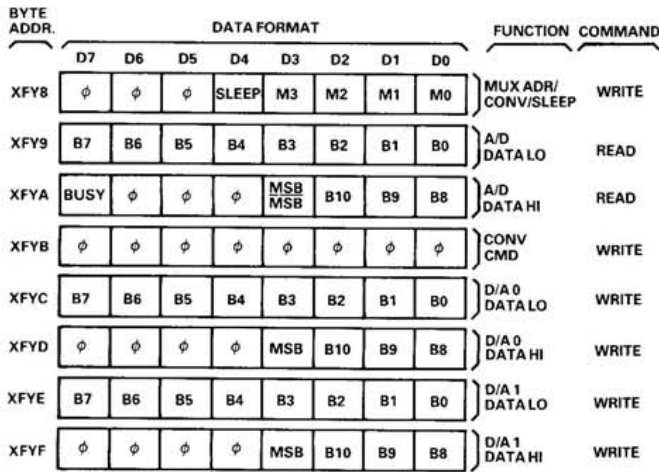 BYTE ADDR. DATA FORMAT FUNCTION COMMAND
D7 D6 D5 D4 D3 D2 D1 D0
XFY8 ϕ ϕ ϕ SLEEP M3 M2 M1 M0 MUX ADR/ CONV/SLEEP WRITE
XFY9 B7 B6 B5 B4 B3 B2 B1 B0 A/D DATA LO READ
XFYA BUSY ϕ ϕ ϕ MSB M̅S̅B̅ B10 B9 B8 A/D DATA HI READ
XFYB ϕ ϕ ϕ ϕ ϕ ϕ ϕ ϕ CONV CMD WRITE
XFYC B7 B6 B5 B4 B3 B2 B1 B0 D/A 0 DATA LO WRITE
XFYD ϕ ϕ ϕ ϕ MSB B10 B9 B8 D/A 0 DATA HI WRITE
XFYE B7 B6 B5 B4 B3 B2 B1 B0 D/A 1 DATA LO WRITE
XFYF ϕ ϕ ϕ ϕ MSB B10 B9 B8 D/A 1 DATA HI WRITE